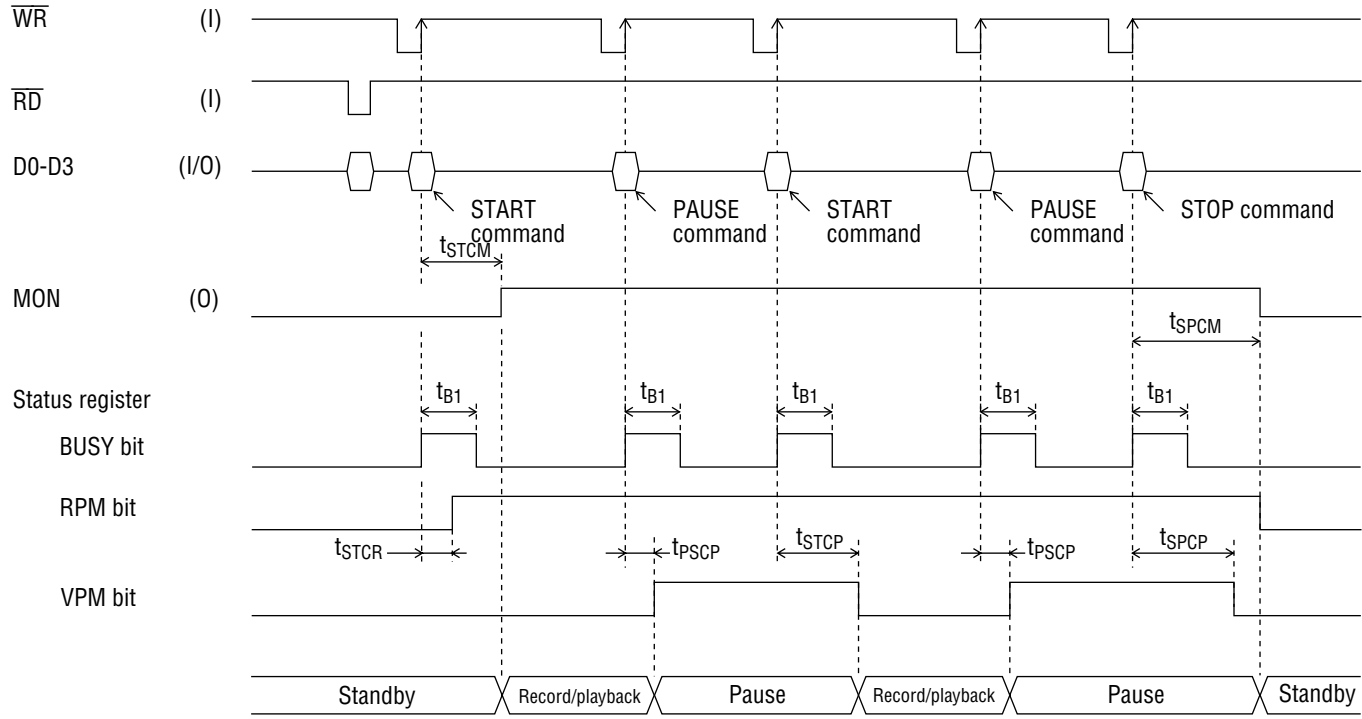 WR (I)
RD (I)
D0-D3 (I/O)
START command
PAUSE command
START command
PAUSE command
STOP command
tSTCM
MON (O)
tSPCM
Status register
tB1 tB1 tB1 tB1 tB1
BUSY bit
RPM bit
tSTCR tPSCP tSTCP tPSCP tSPCP
VPM bit
Standby Record/playback Pause Record/playback Pause Standby